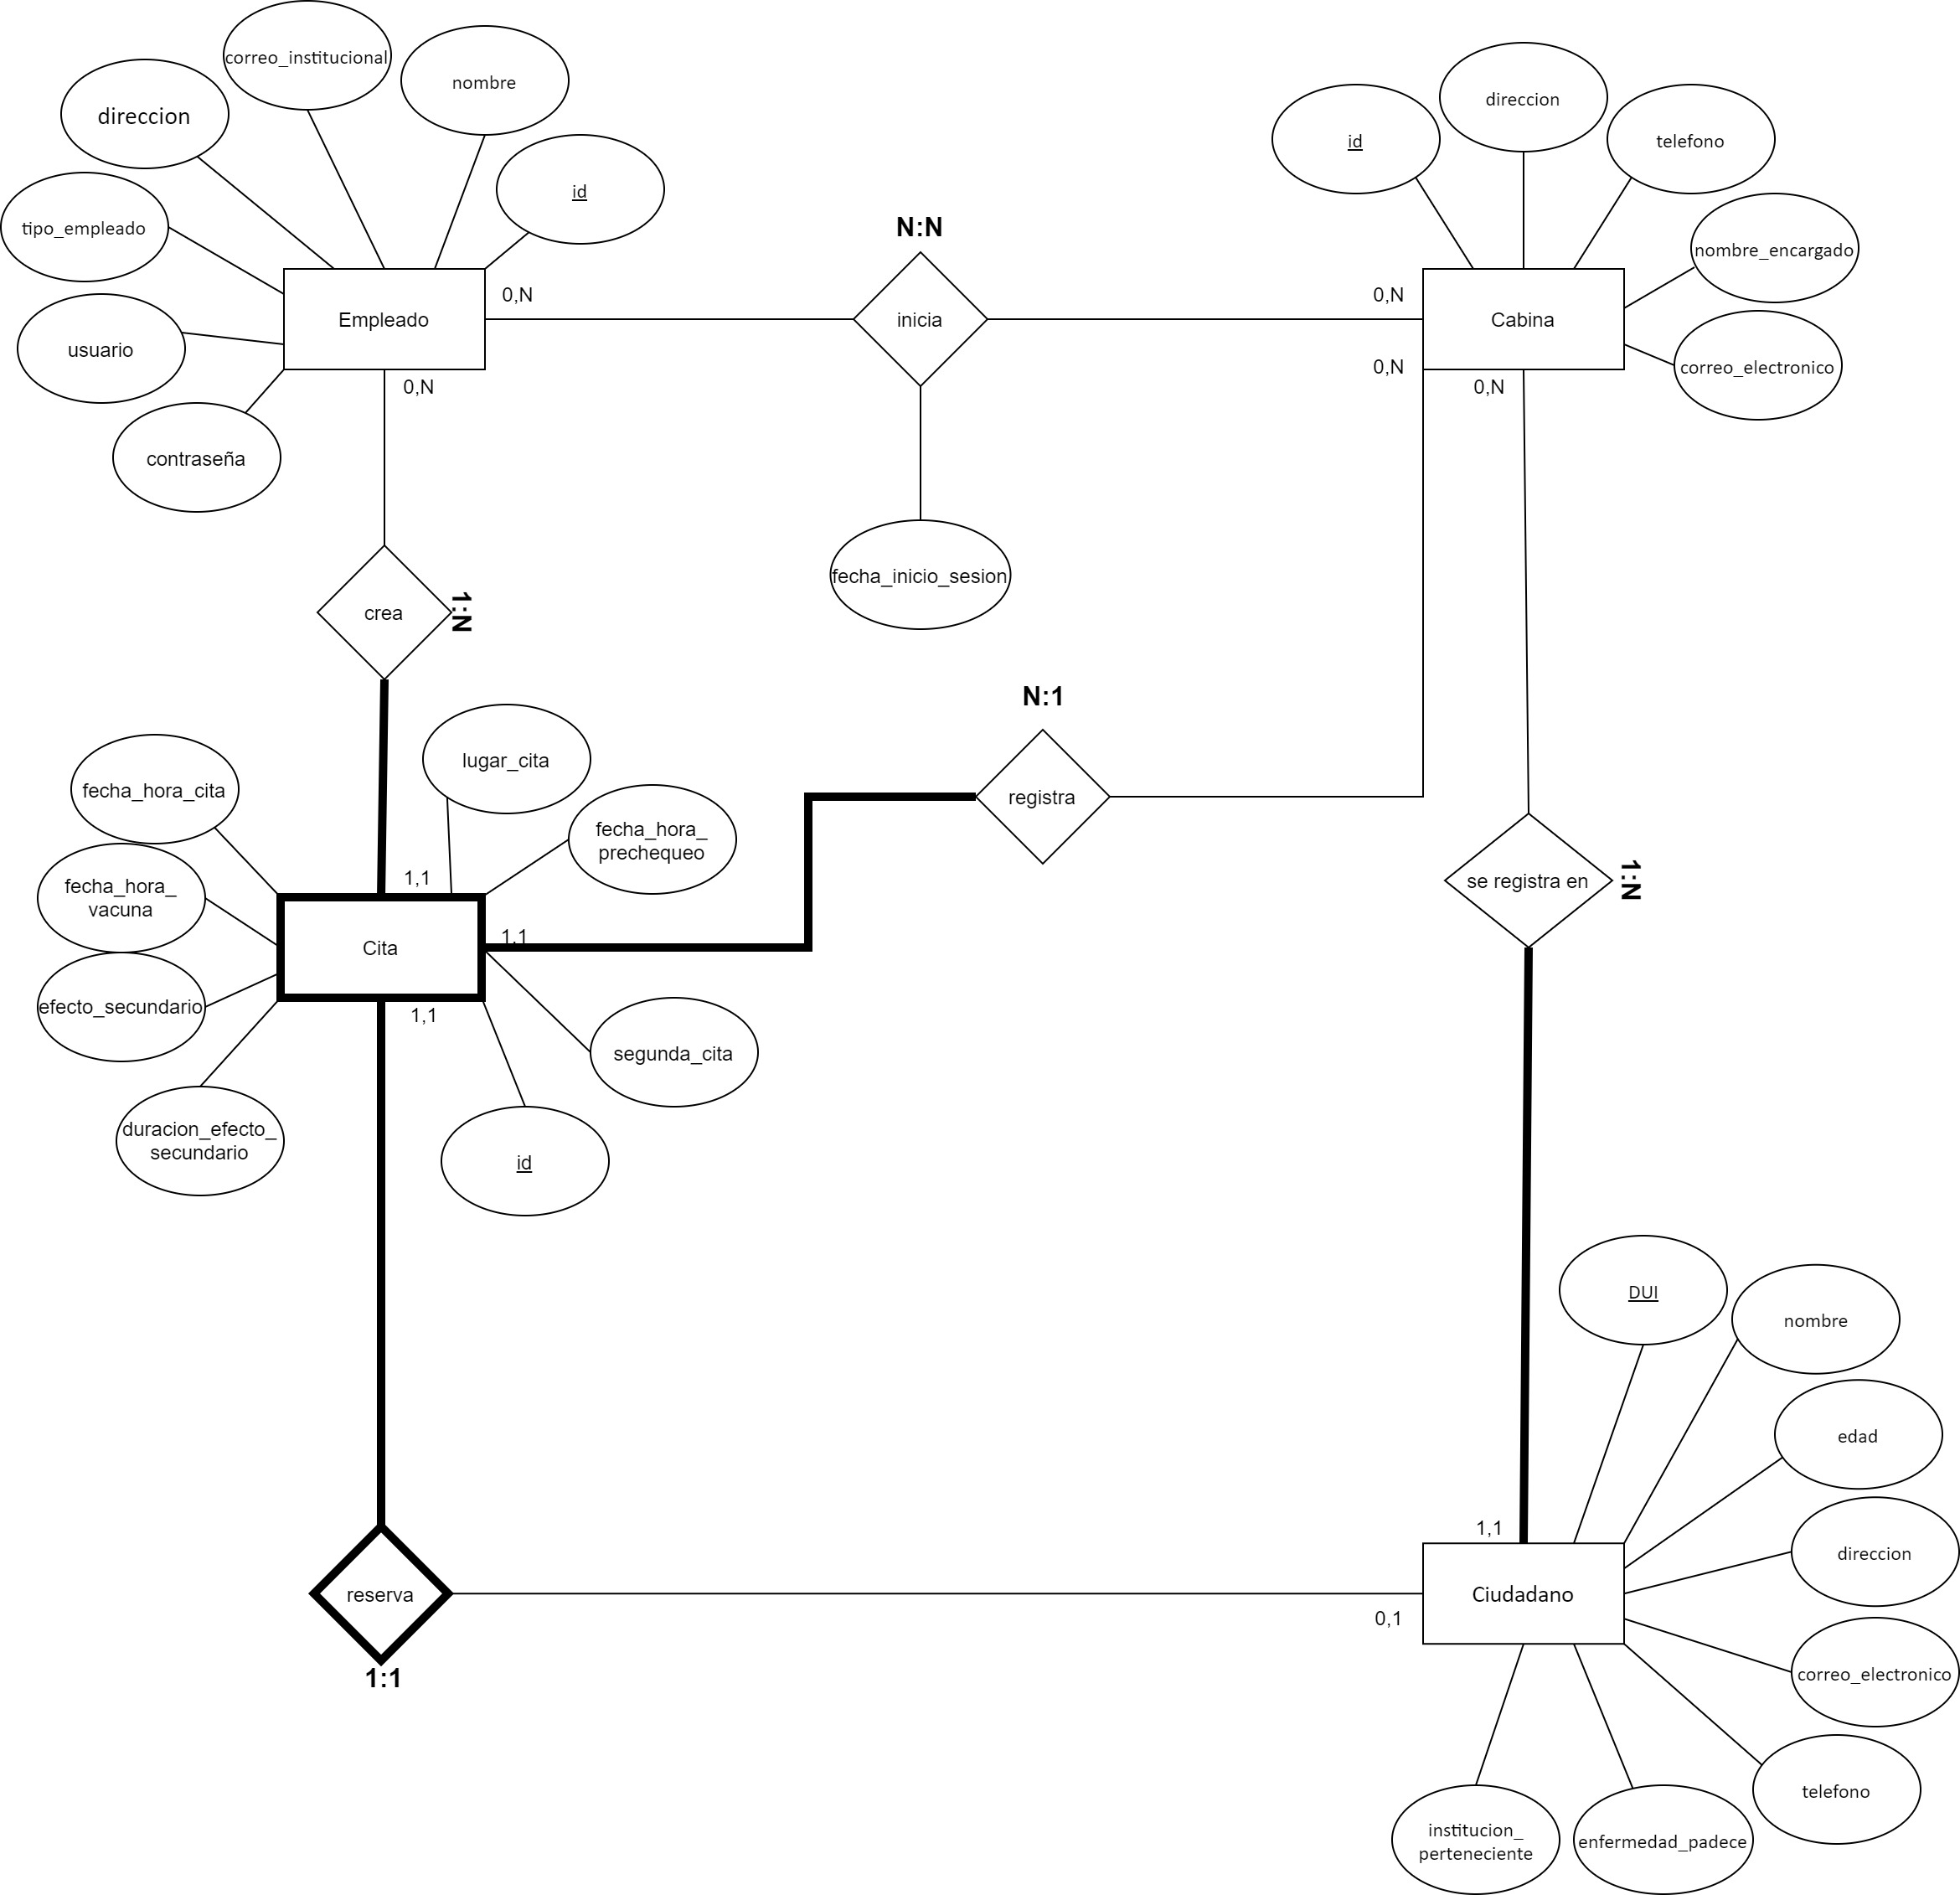 correo_institucional
nombre
direccion
id
tipo_empleado
usuario
contraseña
Empleado
0,N
0,N
N:N
inicia
fecha_inicio_sesion
id
direccion
telefono
nombre_encargado
correo_electronico
Cabina
0,N
0,N
0,N
crea
1:N
lugar_cita
fecha_hora_cita
fecha_hora_
prechequeo
fecha_hora_
vacuna
efecto_secundario
duracion_efecto_
secundario
Cita
1,1
1,1
1,1
segunda_cita
id
N:1
registra
se registra en
1:N
DUI
nombre
edad
direccion
correo_electronico
telefono
enfermedad_padece
institucion_
perteneciente
1,1
Ciudadano
0,1
reserva
1:1